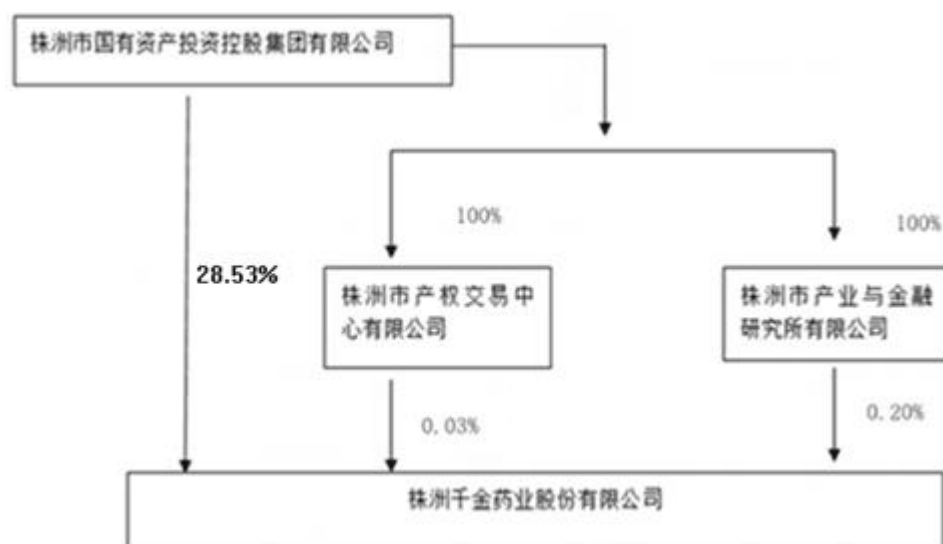 株洲市国有资产投资控股集团有限公司
100%
100%
28.53%
株洲市产权交易中
心有限公司
株洲市产业与金融
研究所有限公司
0.03%
0.20%
株洲千金药业股份有限公司